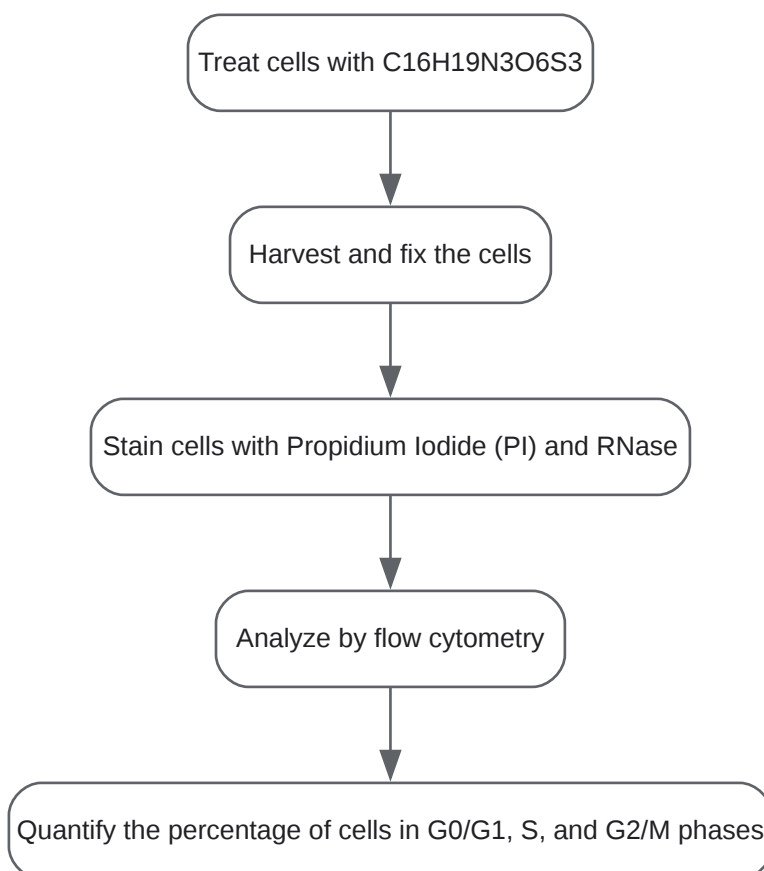 Treat cells with C16H19N3O6S3
Harvest and fix the cells
Stain cells with Propidium Iodide (PI) and RNase
Analyze by flow cytometry
Quantify the percentage of cells in G0/G1, S, and G2/M phases